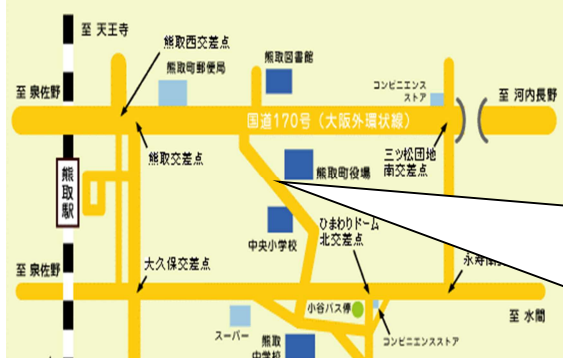 至 天王寺
熊取西交差点
熊取町郵便局
熊取図書館
コンビニエンス
ストア
至 泉佐野
至 河内長野
国道170号（大阪外環状線）
熊取交差点
熊取町役場
三ツ松団地
南交差点
熊取駅
ひまわりドーム
北交差点
中央小学校
大久保交差点
至 泉佐野
小谷バス停
至 水間
スーパー
コンビニエンスストア
熊取
中学校